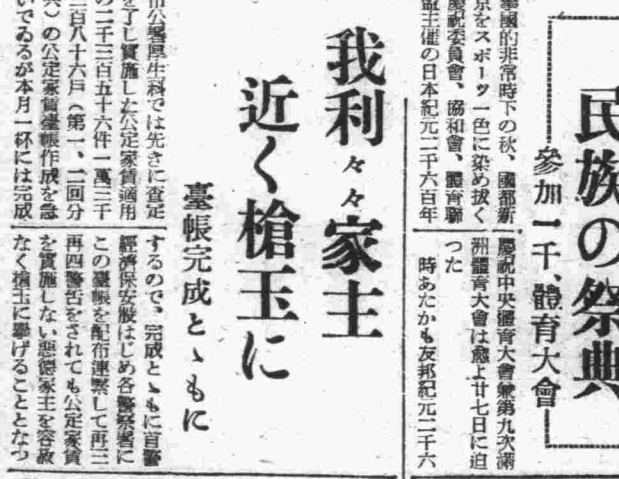 民族の祭典
參加一千、體育大會
擧國的非常時下の秋、國都新
京をスポーツ一色に染め拔く
慶祝委員會、協和會、體育聯
盟主催の日本紀元二千六百年
慶祝中央體育大會兼第九次滿
洲體育大會は愈よ廿七日に迫
つた
時あたかも友邦紀元二千六
我利々々家主
近く槍玉に
臺帳完成とゝもに
市公署厚生科では先きに査定
を了し實施した公定家賃適用
の二千三百五十六件一萬三千
三百八十六戸(第一、二回分
共)の公定家賃臺帳作成を急
いでゐるが本月一杯には完成
するので、完成とゝもに首警
經濟保安股はじめ各警察署に
この臺帳を配布連繫して再三
再四警告をされても公定家賃
を實施しない惡德家主を容赦
なく槍玉に擧げることとなつ